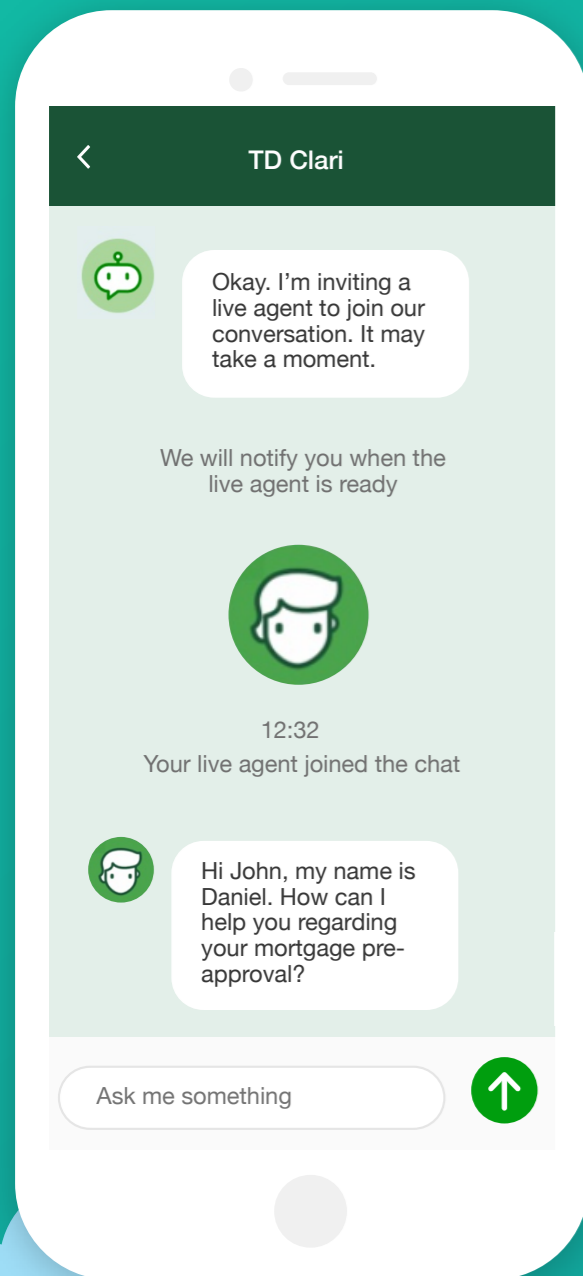 TD Clari
Okay. I’m inviting a
live agent to join our
conversation. It may
take a moment.
We will notify you when the
live agent is ready
12:32
Your live agent joined the chat
Hi John, my name is
Daniel. How can I
help you regarding
your mortgage pre-
approval?
Ask me something